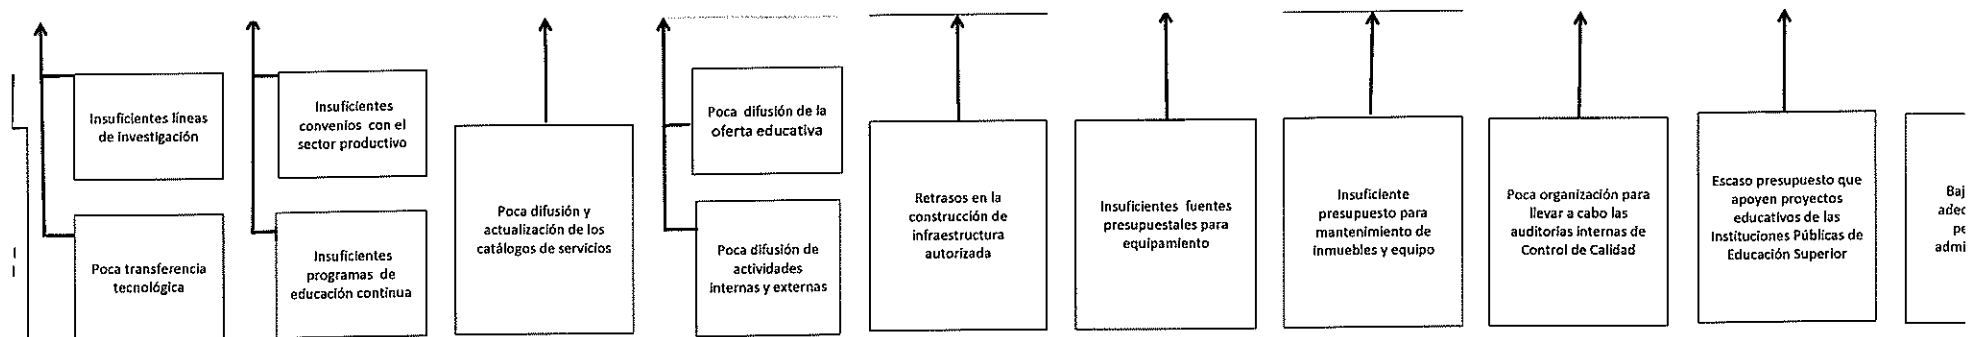 Insuficientes líneas
de investigación
Poca transferencia
tecnológica
Insuficientes
convenios con el
sector productivo
Insuficientes
programas de
educación continua
Poca difusión y
actualización de los
catálogos de servicios
Poca difusión de la
oferta educativa
Poca difusión de
actividades
internas y externas
Retrasos en la
construcción de
infraestructura
autorizada
Insuficientes fuentes
presupuestales para
equipamiento
Insuficiente
presupuesto para
mantenimiento de
inmuebles y equipo
Poca organización para
llevar a cabo las
auditorías internas de
Control de Calidad
Escaso presupuesto que
apoyen proyectos
educativos de las
Instituciones Públicas de
Educación Superior